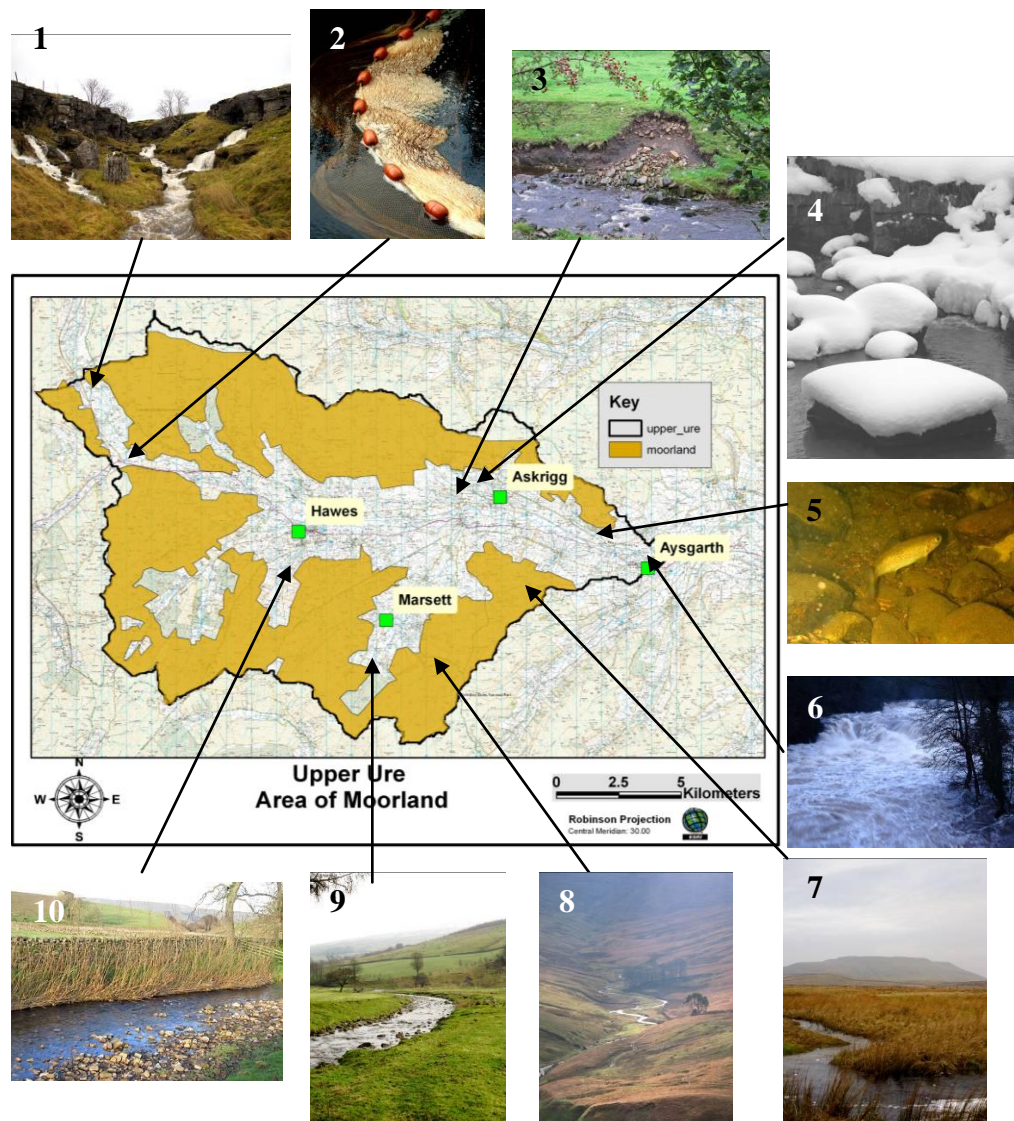 1
2
3
4
Key
upper_ure
moorland
Askrigg
Hawes
5
Aysgarth
Marsett
6
N
W E
S
Upper Ure
Area of Moorland
0 2.5 5
Kilometers
Robinson Projection
Central Meridian: 30.00
10
9
8
7